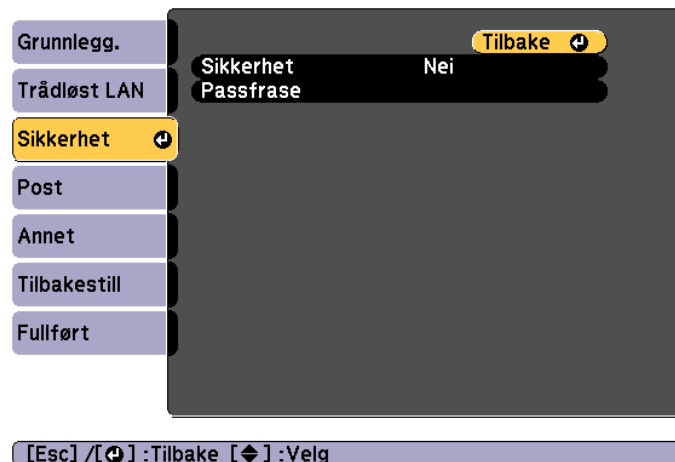 Grunnlegg.
Trådløst LAN
Sikkerhet
Post
Annet
Tilbakestill
Fullført
Tilbake
Sikkerhet Nei
Passfrase
[Esc] /[⏎] :Tilbake [◆] :Velg